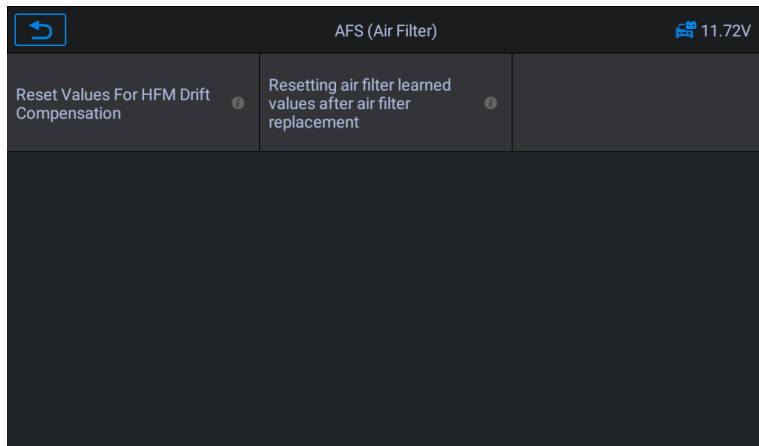 AFS (Air Filter)
11.72V
Reset Values For HFM Drift
Compensation
Resetting air filter learned
values after air filter
replacement